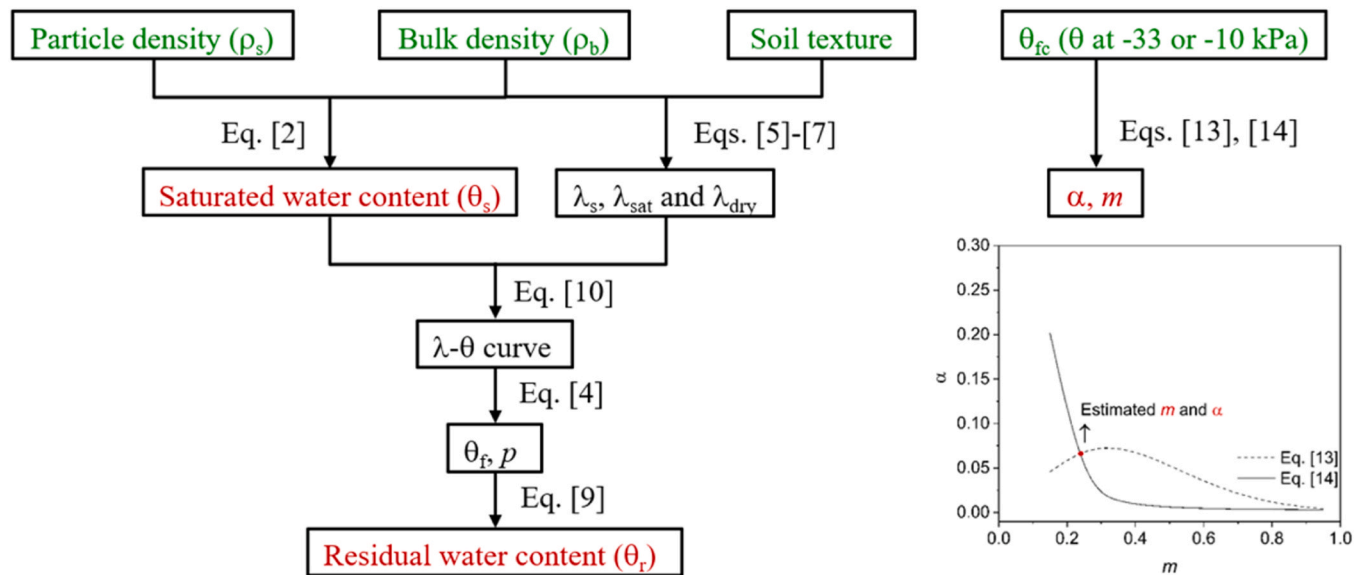 Particle density (ρs)
Bulk density (ρb)
Soil texture
θfc (θ at -33 or -10 kPa)
Eq. [2]
Eqs. [5]-[7]
Eqs. [13], [14]
Saturated water content (θs)
λs, λsat and λdry
α, m
Eq. [10]
λ-θ curve
Eq. [4]
θf, p
Eq. [9]
Residual water content (θr)
0.30
0.25
0.20
0.15
0.10
0.05
0.00
α
Estimated m and α
Eq. [13]
Eq. [14]
0.0 0.2 0.4 0.6 0.8 1.0
m